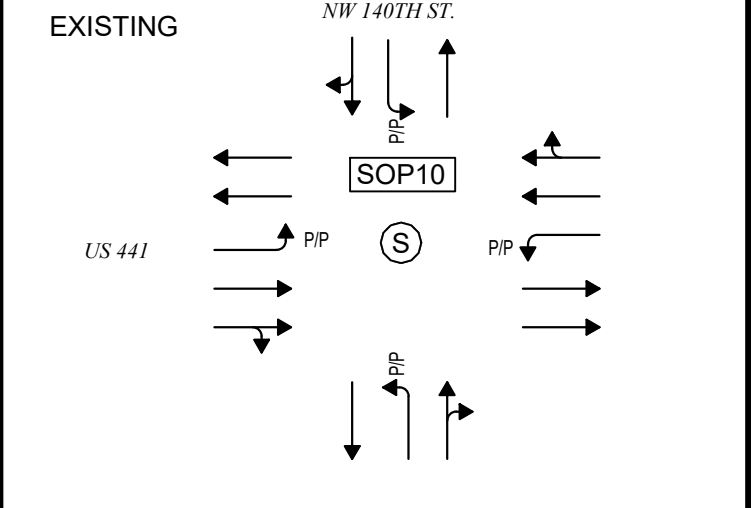 NW 140TH ST.
EXISTING
P/P
SOP10
US 441
P/P
S
P/P
P/P